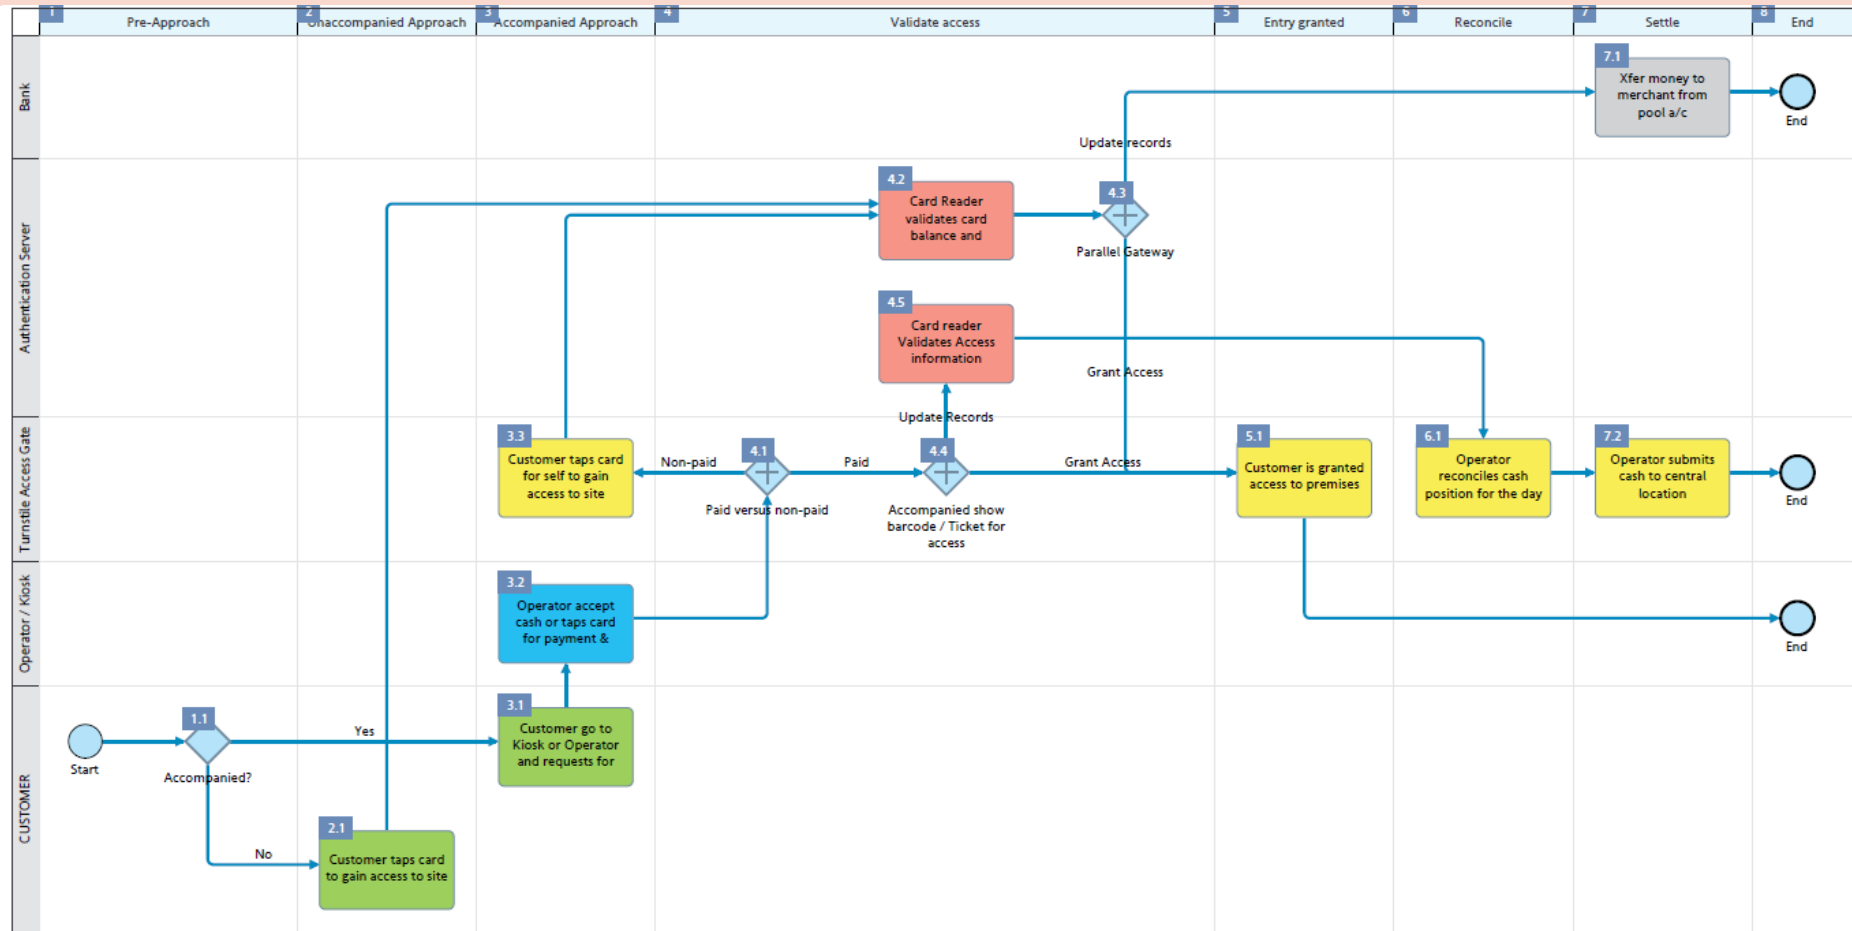 1
Pre-Approach
2
Unaccompanied Approach
3
Accompanied Approach
4
Validate access
5
Entry granted
6
Reconcile
7
Settle
8
End
Bank
7.1
Xfer money to
merchant from
pool a/c
End
Update records
Authentication Server
4.2
Card Reader
validates card
balance and
4.3
Parallel Gateway
4.5
Card reader
Validates Access
information
Grant Access
Update Records
Turnstile Access Gate
3.3
Customer taps card
for self to gain
access to site
Non-paid
4.1
Paid versus non-paid
Paid
4.4
Accompanied show
barcode / Ticket for
access
Grant Access
5.1
Customer is granted
access to premises
6.1
Operator
reconciles cash
position for the day
7.2
Operator submits
cash to central
location
End
Operator / Kiosk
3.2
Operator accept
cash or taps card
for payment &
End
CUSTOMER
Start
1.1
Accompanied?
Yes
3.1
Customer go to
Kiosk or Operator
and requests for
No
2.1
Customer taps card
to gain access to site